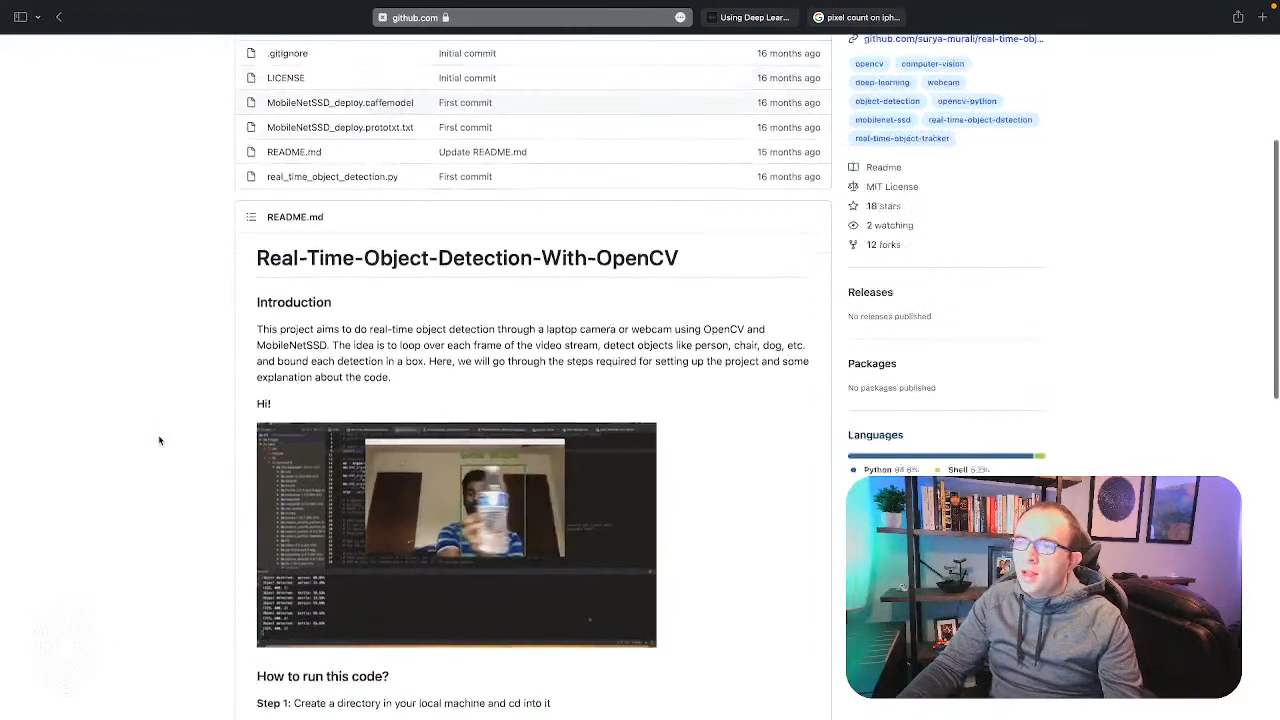 github.com
Using Deep Lear...
pixel count on iph...
.gitignore Initial commit 16 months ago
LICENSE Initial commit 16 months ago
MobileNetSSD_deploy.caffemodel First commit 16 months ago
MobileNetSSD_deploy.prototxt.txt First commit 16 months ago
README.md Update README.md 15 months ago
real_time_object_detection.py First commit 16 months ago
README.md
Real-Time-Object-Detection-With-OpenCV
Introduction
This project aims to do real-time object detection through a laptop camera or webcam using OpenCV and
MobileNetSSD. The idea is to loop over each frame of the video stream, detect objects like person, chair, dog, etc.
and bound each detection in a box. Here, we will go through the steps required for setting up the project and some
explanation about the code.
Hi!
How to run this code?
Step 1: Create a directory in your local machine and cd into it
github.com/surya-murali/real-time-obj...
opencv computer-vision
deep-learning webcam
object-detection opencv-python
mobilenet-ssd real-time-object-detection
real-time-object-tracker
Readme
MIT License
18 stars
2 watching
12 forks
Releases
No releases published
Packages
No packages published
Languages
Python Shell